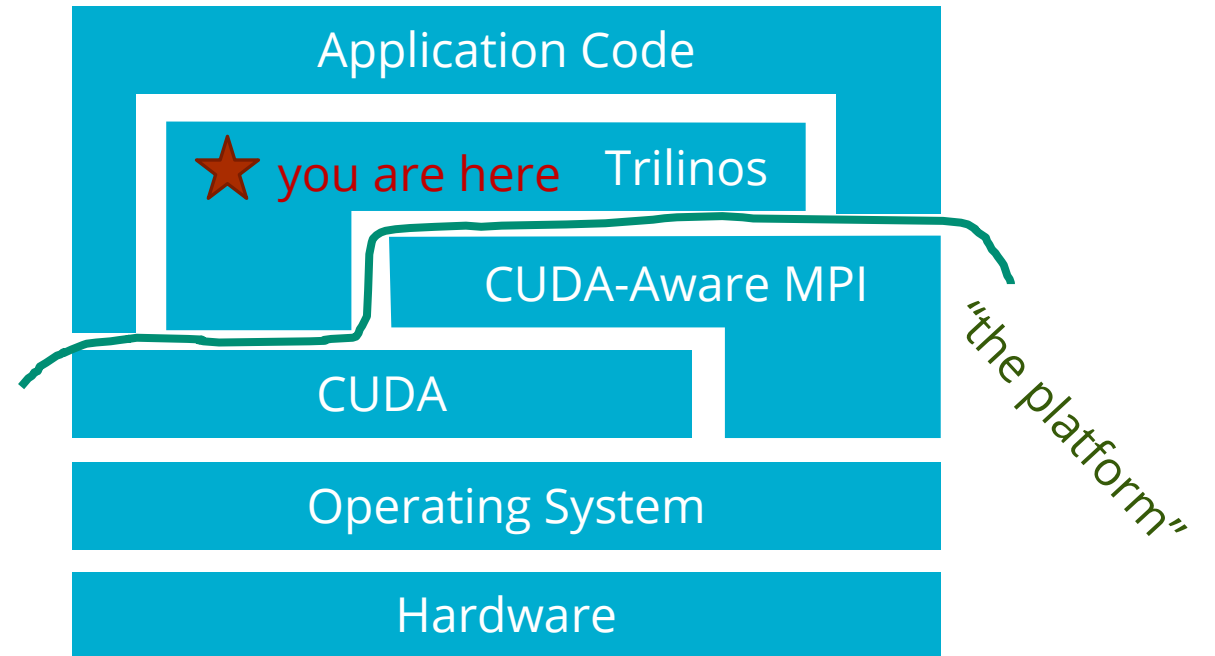 Application Code
you are here
Trilinos
CUDA-Aware MPI
"the platform"
CUDA
Operating System
Hardware